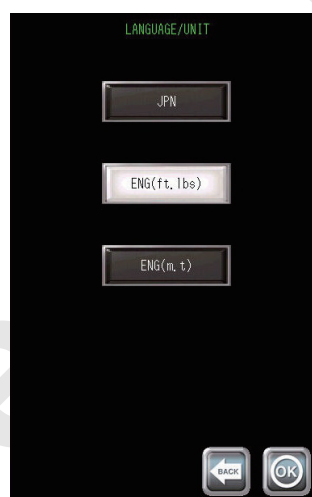 LANGUAGE/UNIT
JPN
ENG(ft,lbs)
ENG(m,t)
BACK
OK